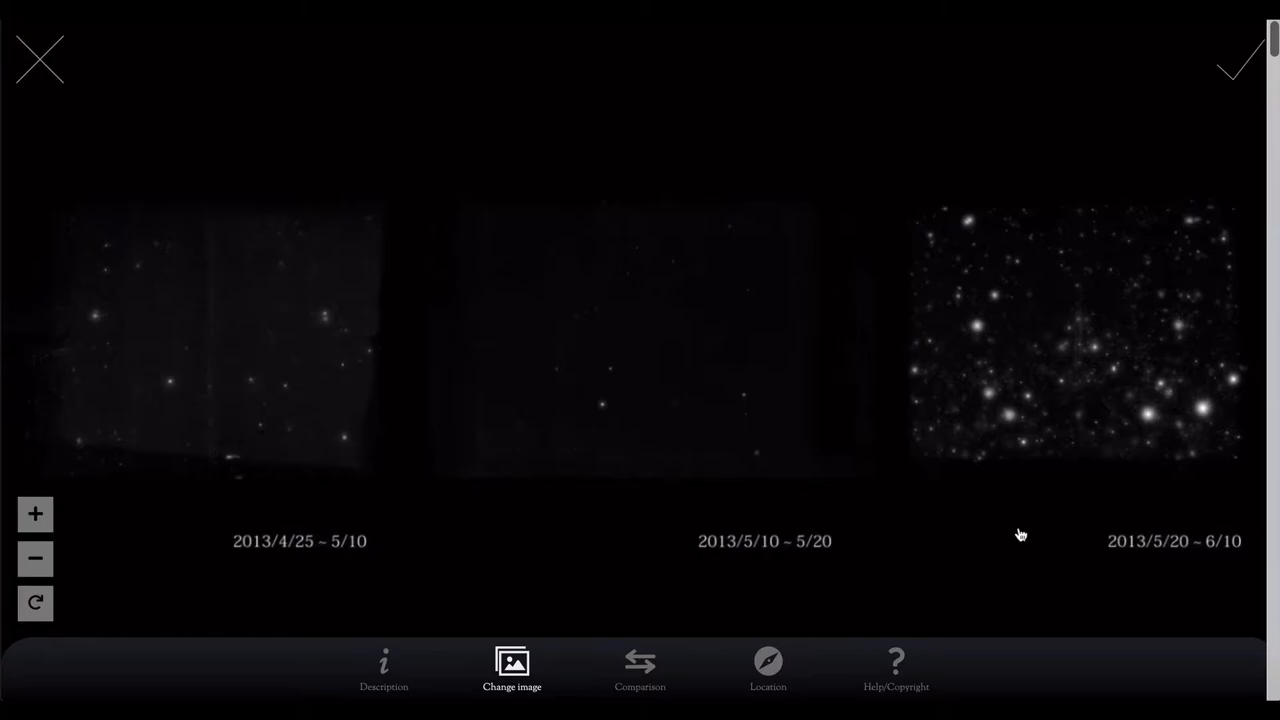 2013/4/25 ~ 5/10
2013/5/10 ~ 5/20
2013/5/20 ~ 6/10
Description
Change image
Comparison
Location
Help/Copyright